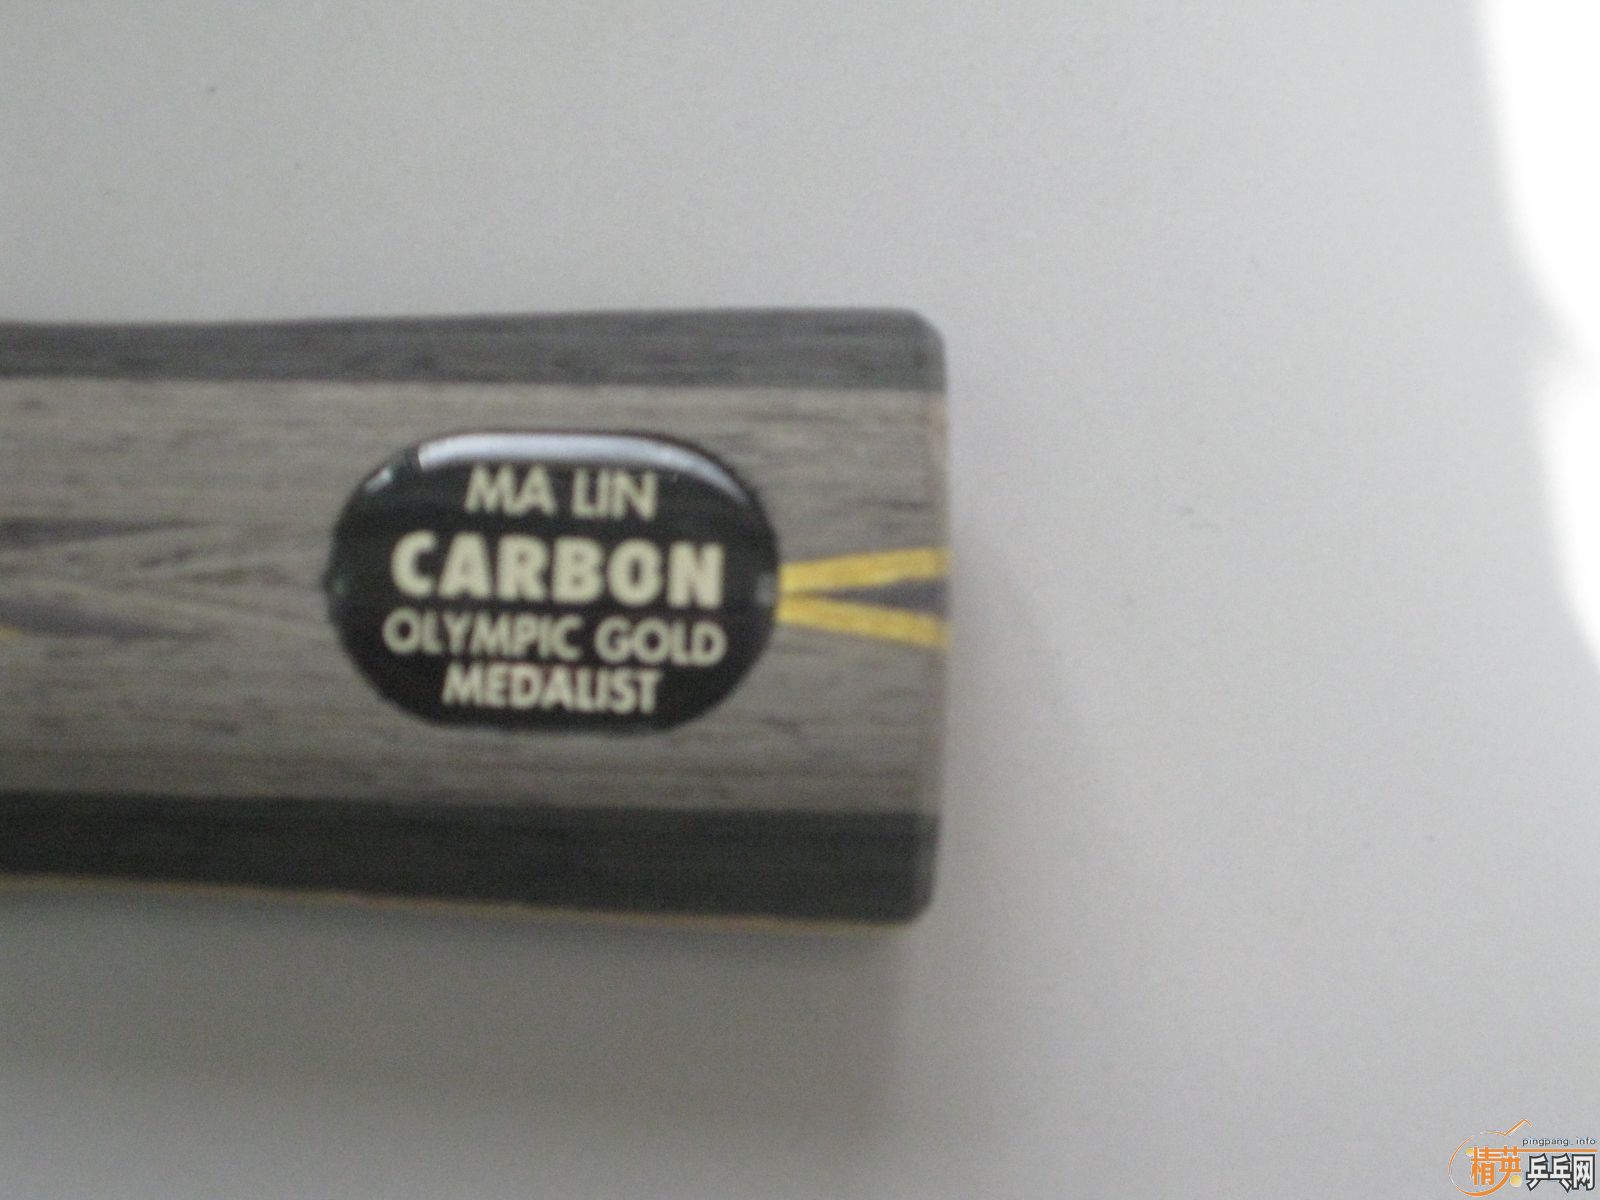 MA LIN
CARBON
OLYMPIC GOLD
MEDALIST
pingpang.info
精英乒乓网